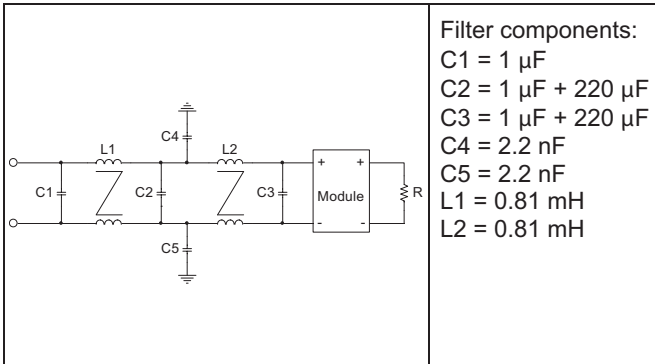 Filter components:
C1 = 1 µF
C2 = 1 µF + 220 µF
C3 = 1 µF + 220 µF
C4 = 2.2 nF
C5 = 2.2 nF
L1 = 0.81 mH
L2 = 0.81 mH
C4
L1
L2
+ +
C1
C2
C3
Module
R
- -
C5